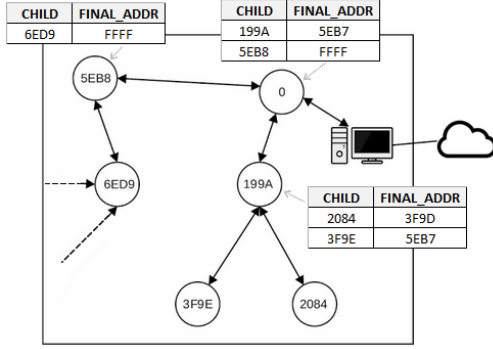 CHILD FINAL_ADDR
6ED9 FFFF
CHILD FINAL_ADDR
199A 5EB7
5EB8 FFFF
5EB8
0
6ED9
199A
CHILD FINAL_ADDR
2084 3F9D
3F9E 5EB7
3F9E
2084